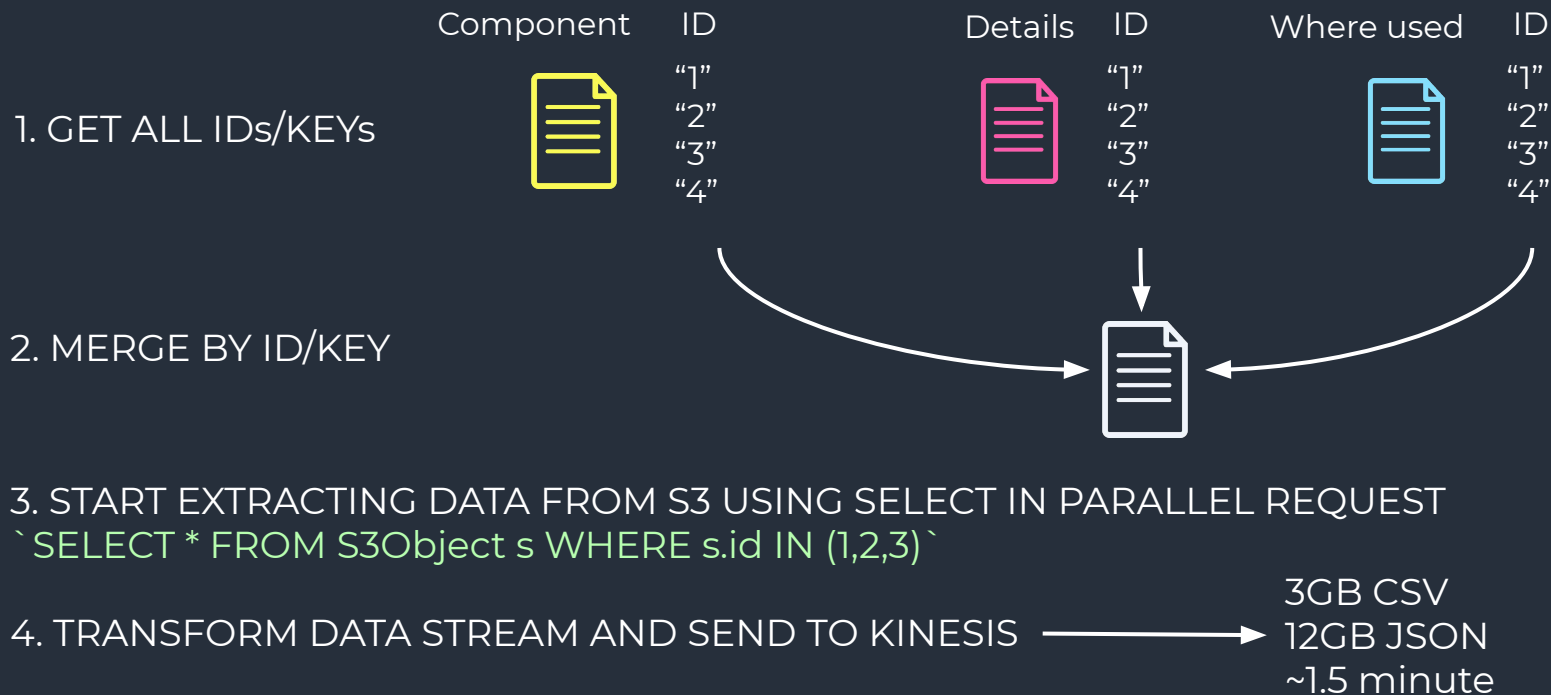 Component ID
Details ID
Where used ID
1. GET ALL IDs/KEYs
“1”
“2”
“3”
“4”
“1”
“2”
“3”
“4”
“1”
“2”
“3”
“4”
2. MERGE BY ID/KEY
3. START EXTRACTING DATA FROM S3 USING SELECT IN PARALLEL REQUEST
`SELECT * FROM S3Object s WHERE s.id IN (1,2,3)`
4. TRANSFORM DATA STREAM AND SEND TO KINESIS
3GB CSV
12GB JSON
~1.5 minute